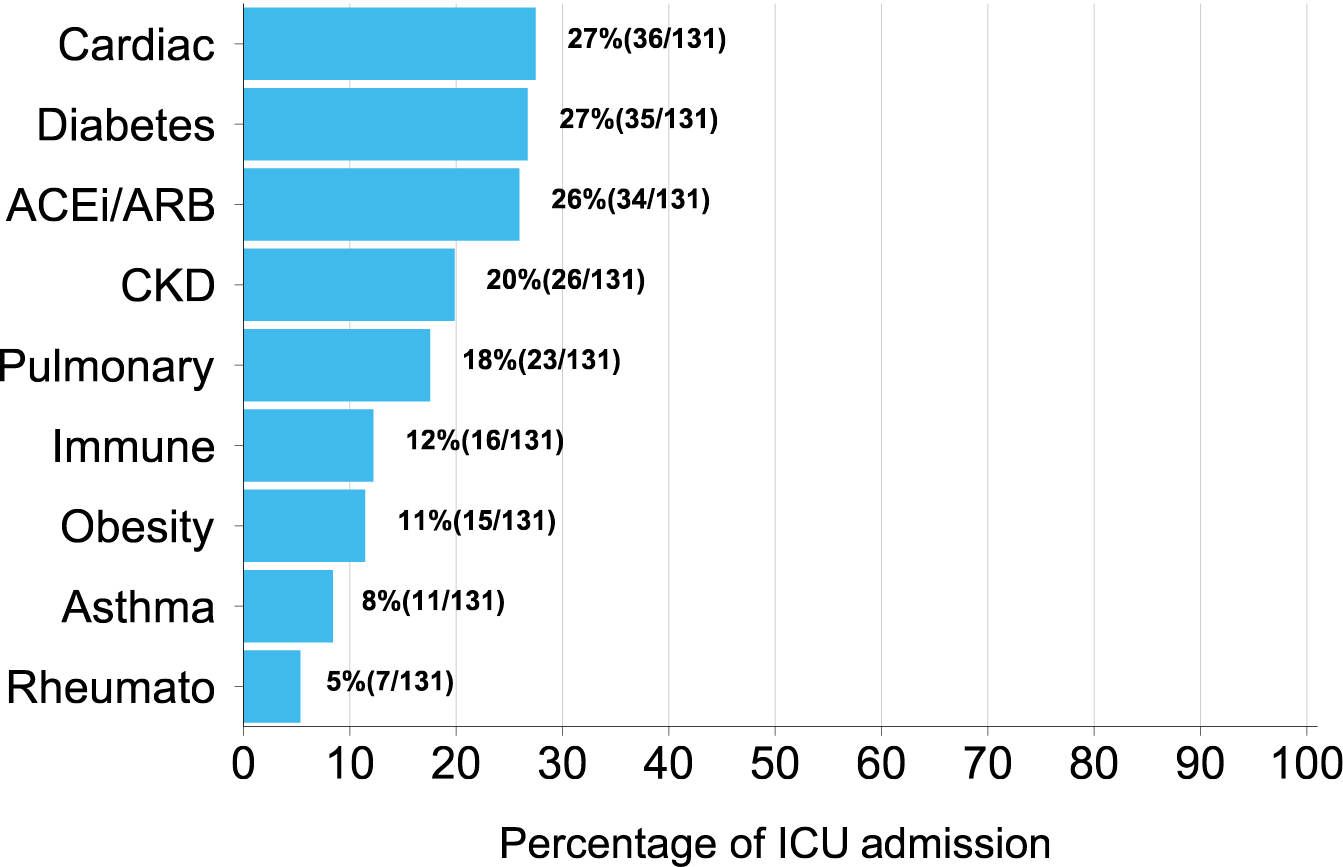 Cardiac 27%(36/131)
Diabetes 27%(35/131)
ACEi/ARB 26%(34/131)
CKD 20%(26/131)
Pulmonary 18%(23/131)
Immune 12%(16/131)
Obesity 11%(15/131)
Asthma 8%(11/131)
Rheumato 5%(7/131)
0 10 20 30 40 50 60 70 80 90 100
Percentage of ICU admission